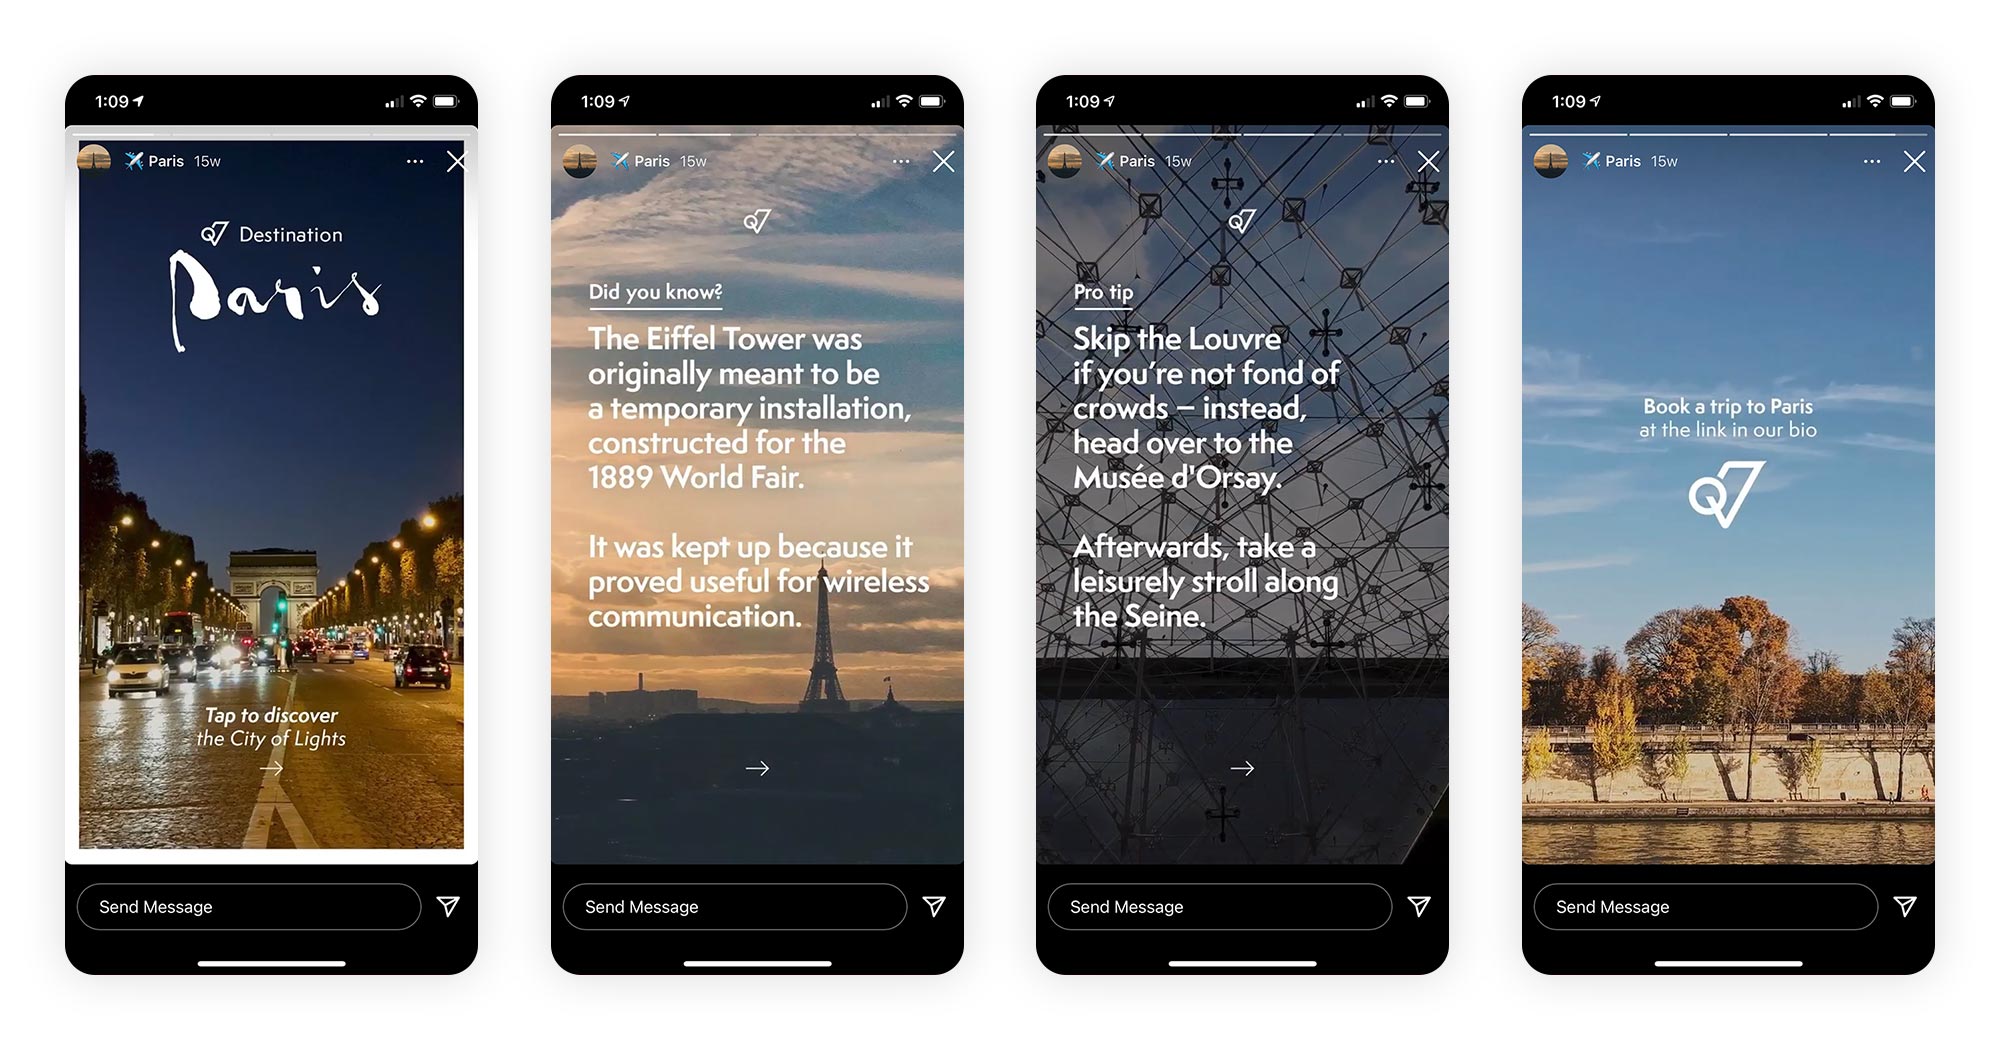 1:09
Paris 15w
Q7 Destination
Paris
Tap to discover
the City of Lights
Send Message
1:09
Paris 15w
Q7
Did you know?
The Eiffel Tower was
originally meant to be
a temporary installation,
constructed for the
1889 World Fair.
It was kept up because it
proved useful for wireless
communication.
Send Message
1:09
Paris 15w
Q7
Pro tip
Skip the Louvre
if you’re not fond of
crowds – instead,
head over to the
Musée d'Orsay.
Afterwards, take a
leisurely stroll along
the Seine.
Send Message
1:09
Paris 15w
Book a trip to Paris
at the link in our bio
Q7
Send Message